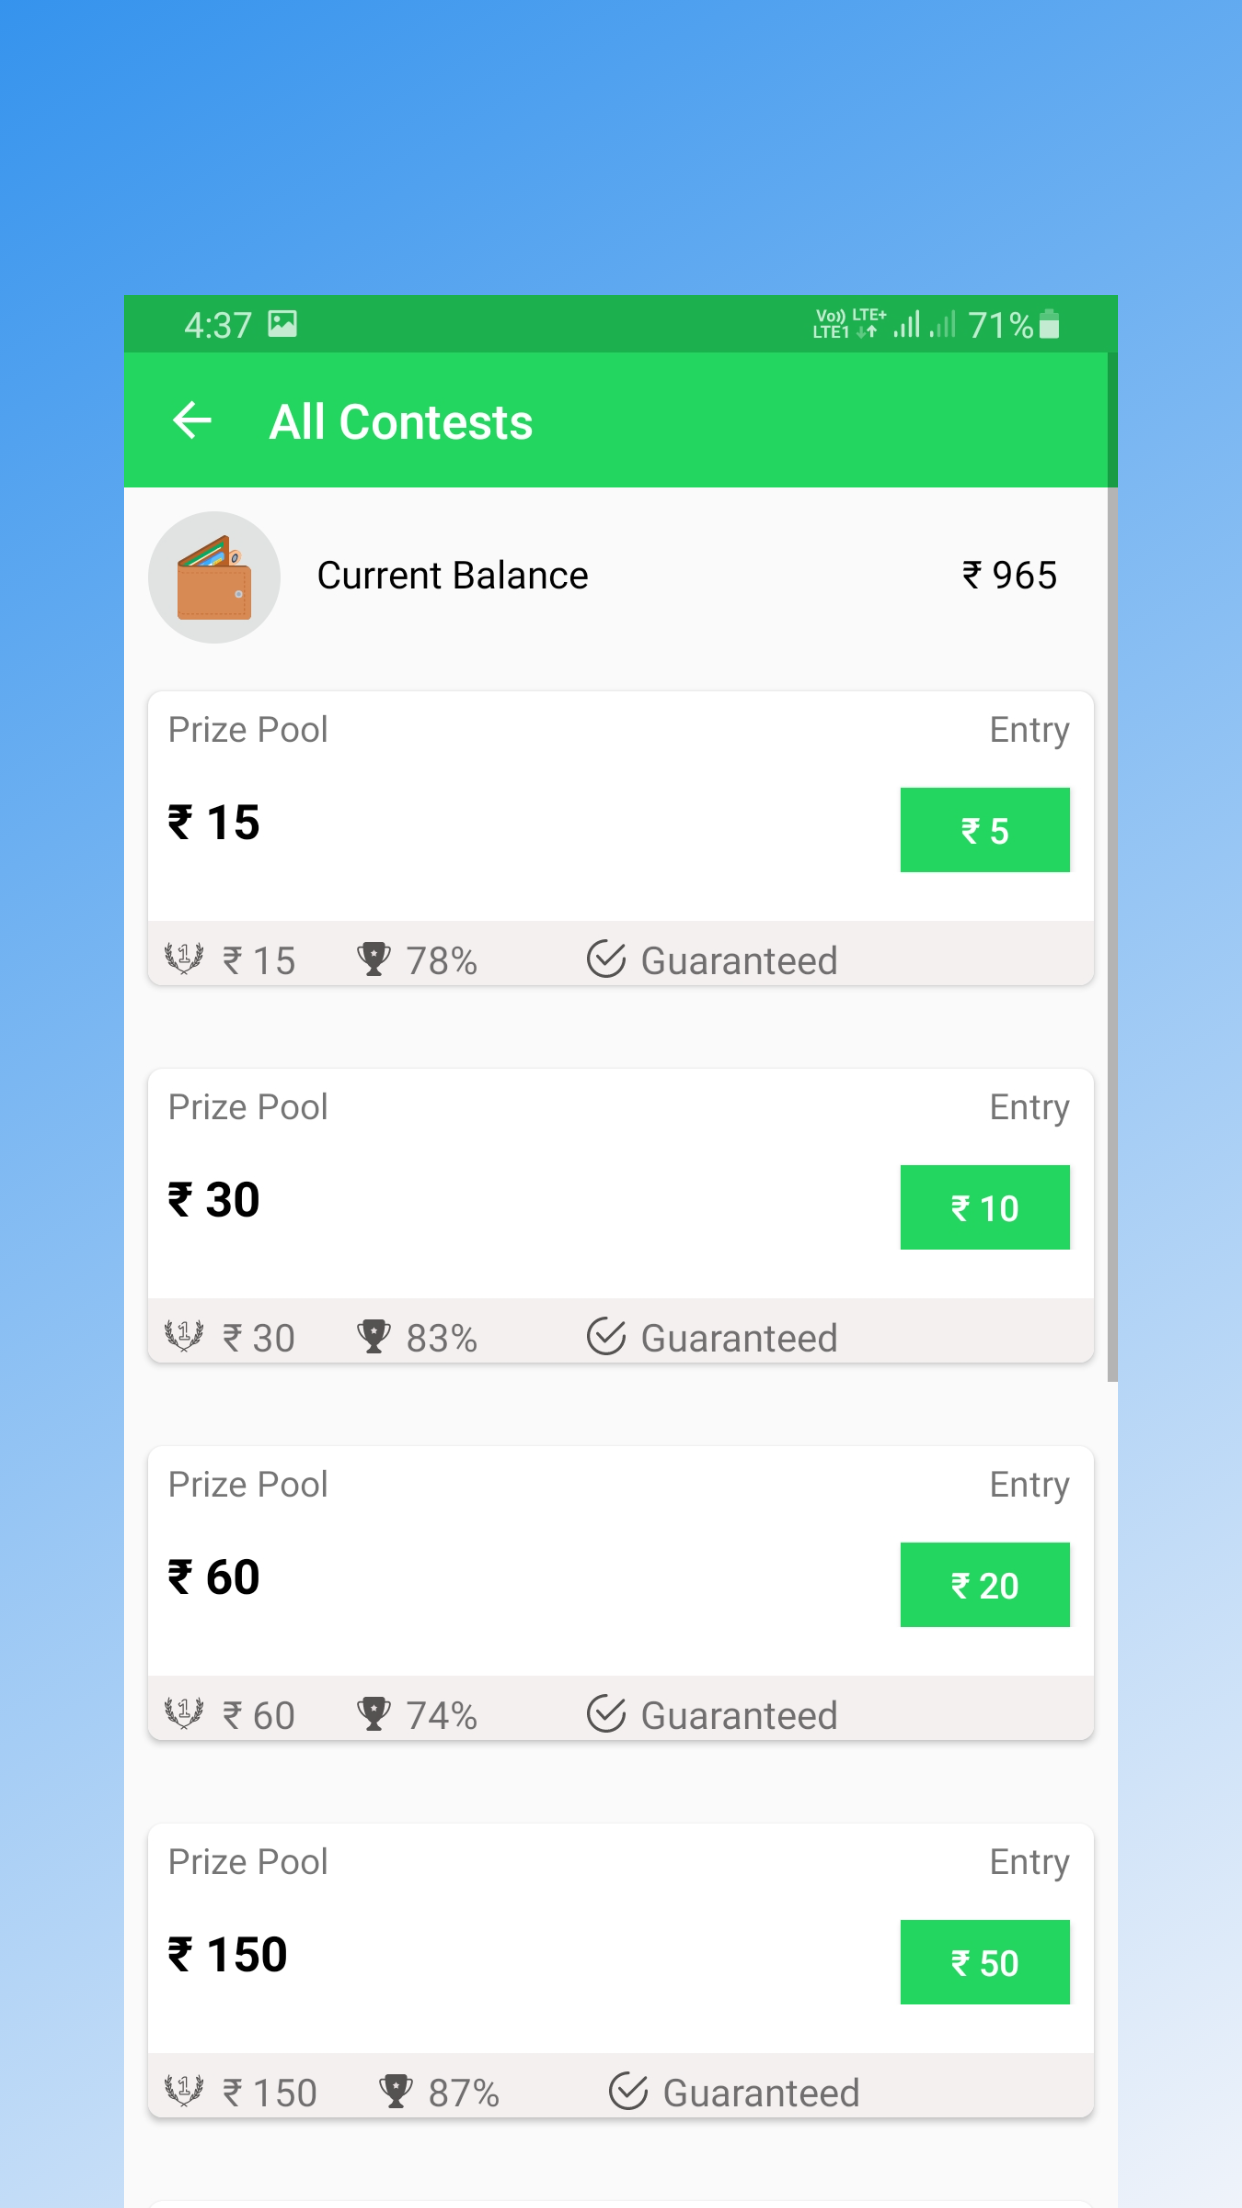 4:37 Vo)) LTE+ LTE1 71%
All Contests
Current Balance ₹ 965
Prize Pool Entry
₹ 15 ₹ 5
1 ₹ 15 78% Guaranteed
Prize Pool Entry
₹ 30 ₹ 10
1 ₹ 30 83% Guaranteed
Prize Pool Entry
₹ 60 ₹ 20
1 ₹ 60 74% Guaranteed
Prize Pool Entry
₹ 150 ₹ 50
1 ₹ 150 87% Guaranteed